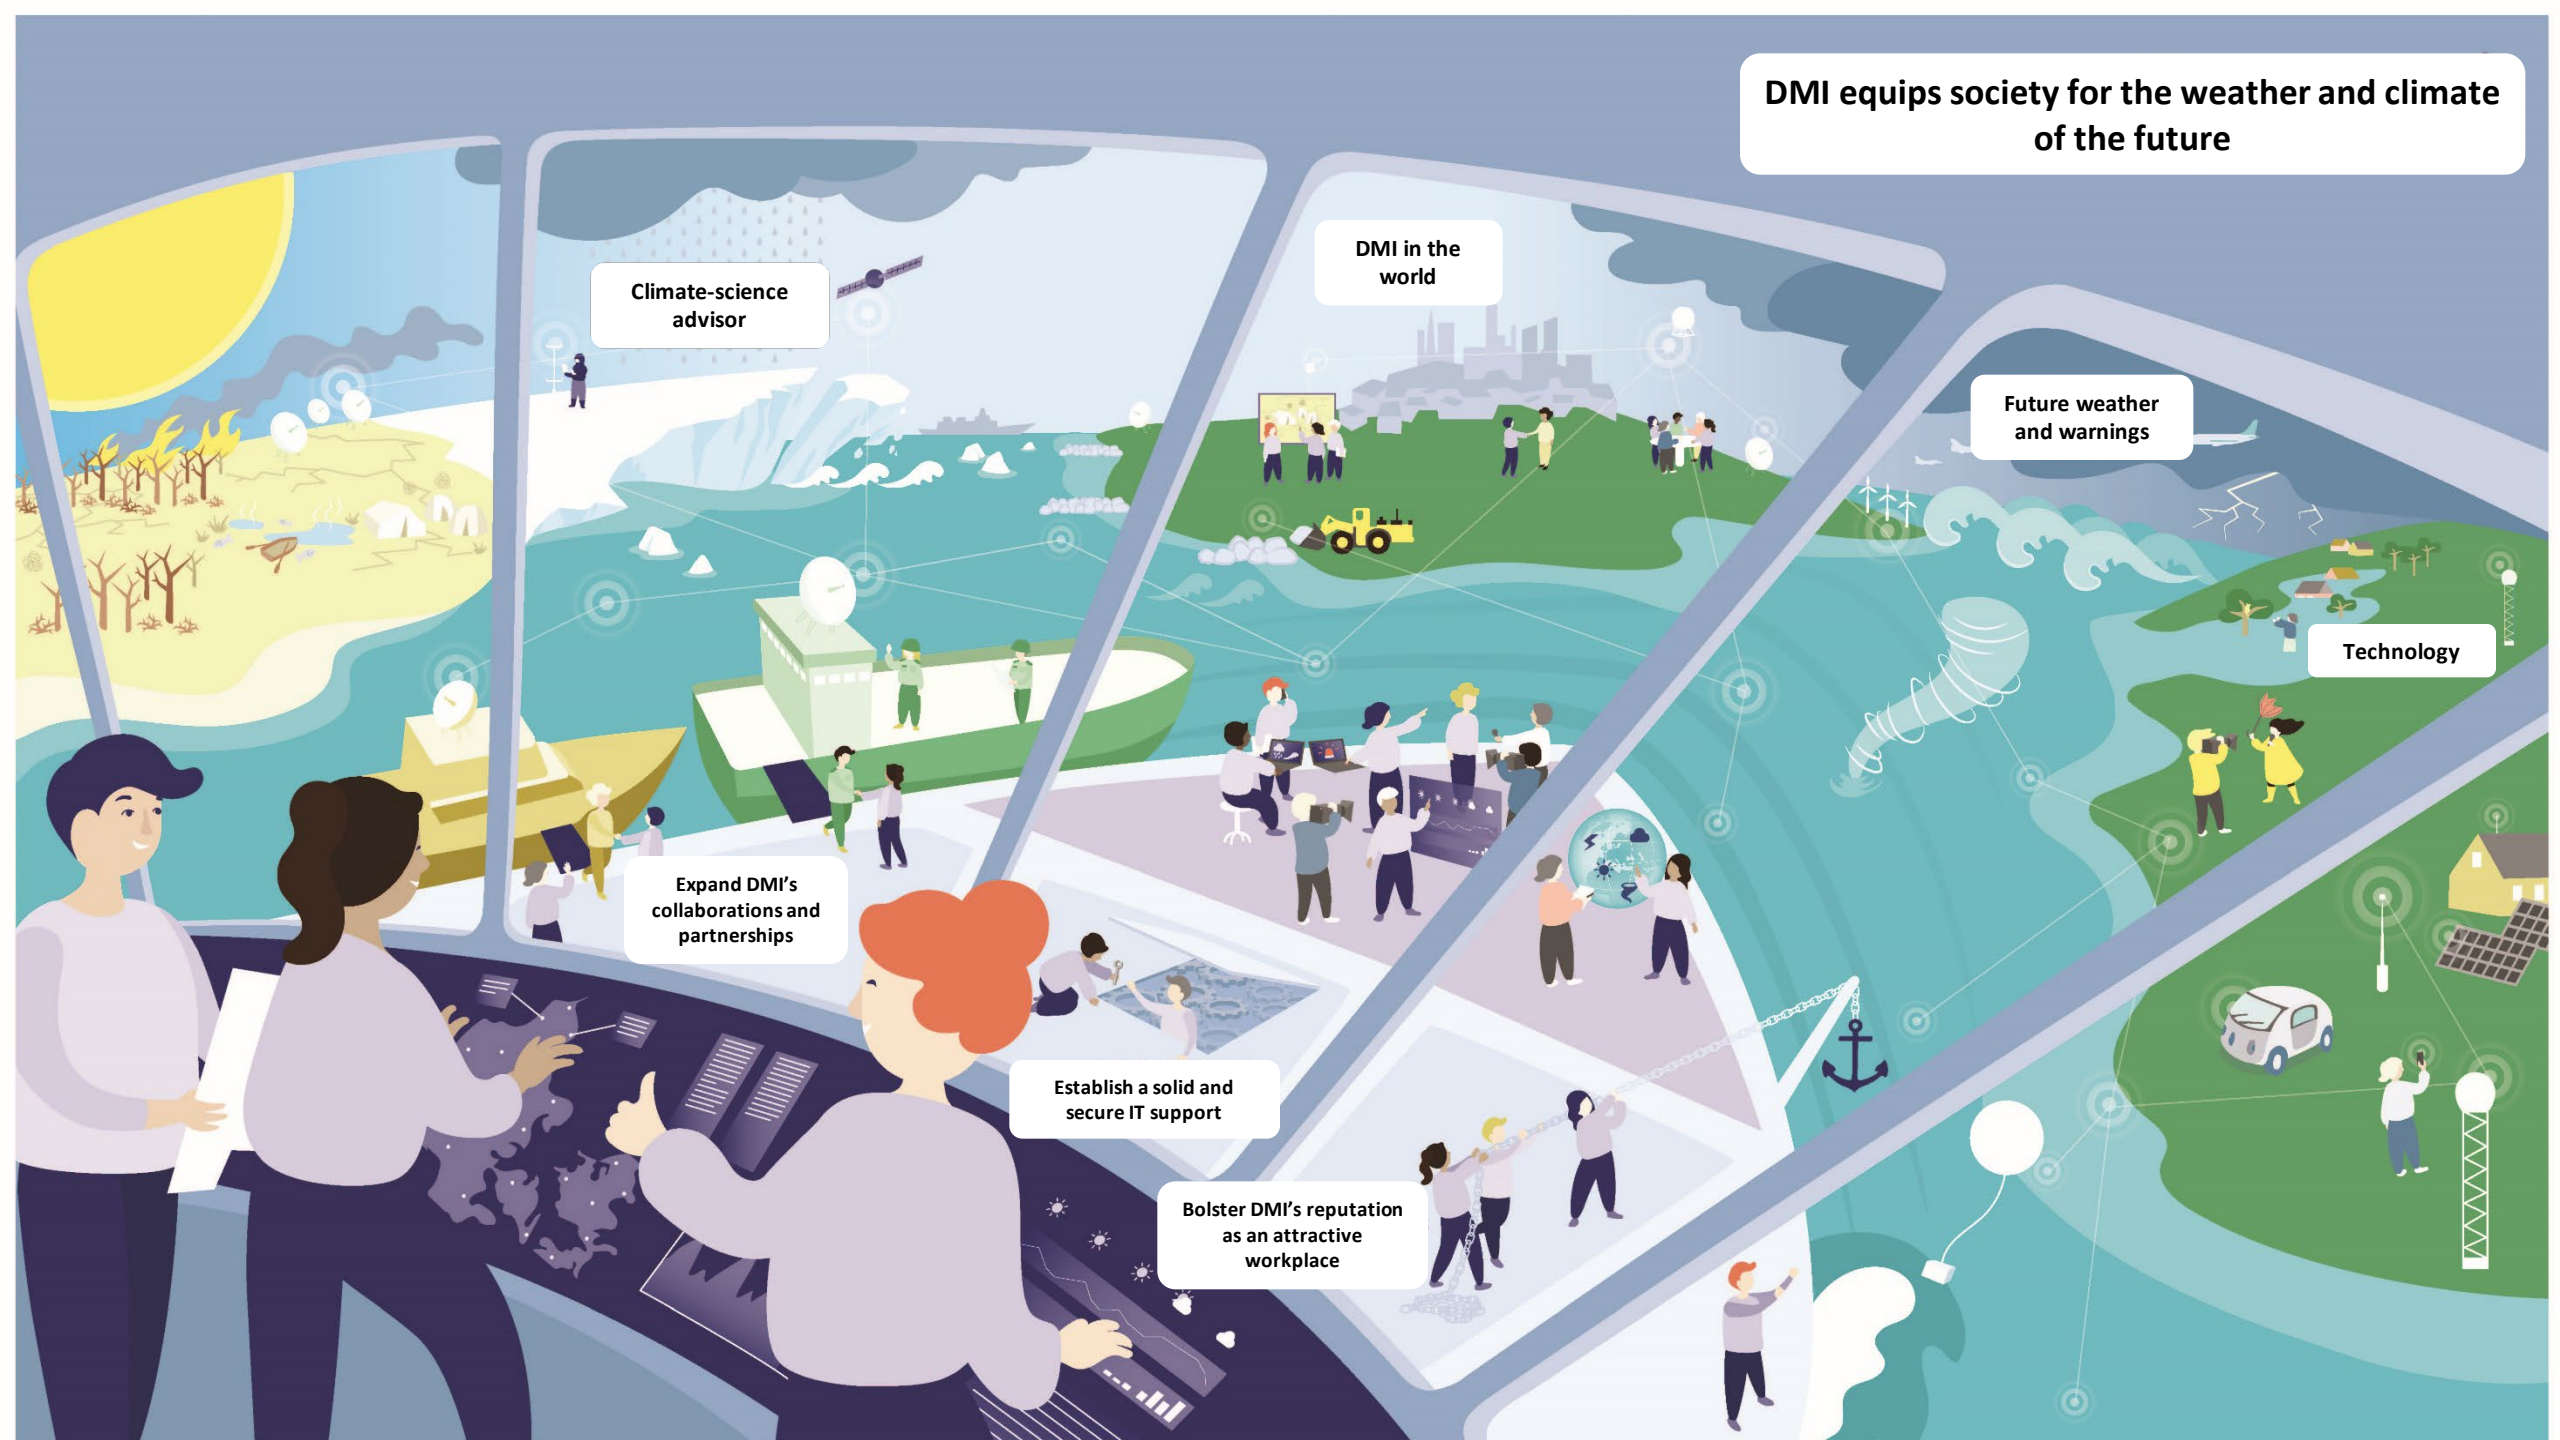 DMI equips society for the weather and climate
of the future
Climate-science
advisor
DMI in the
world
Future weather
and warnings
Technology
Expand DMI’s
collaborations and
partnerships
Establish a solid and
secure IT support
Bolster DMI’s reputation
as an attractive
workplace